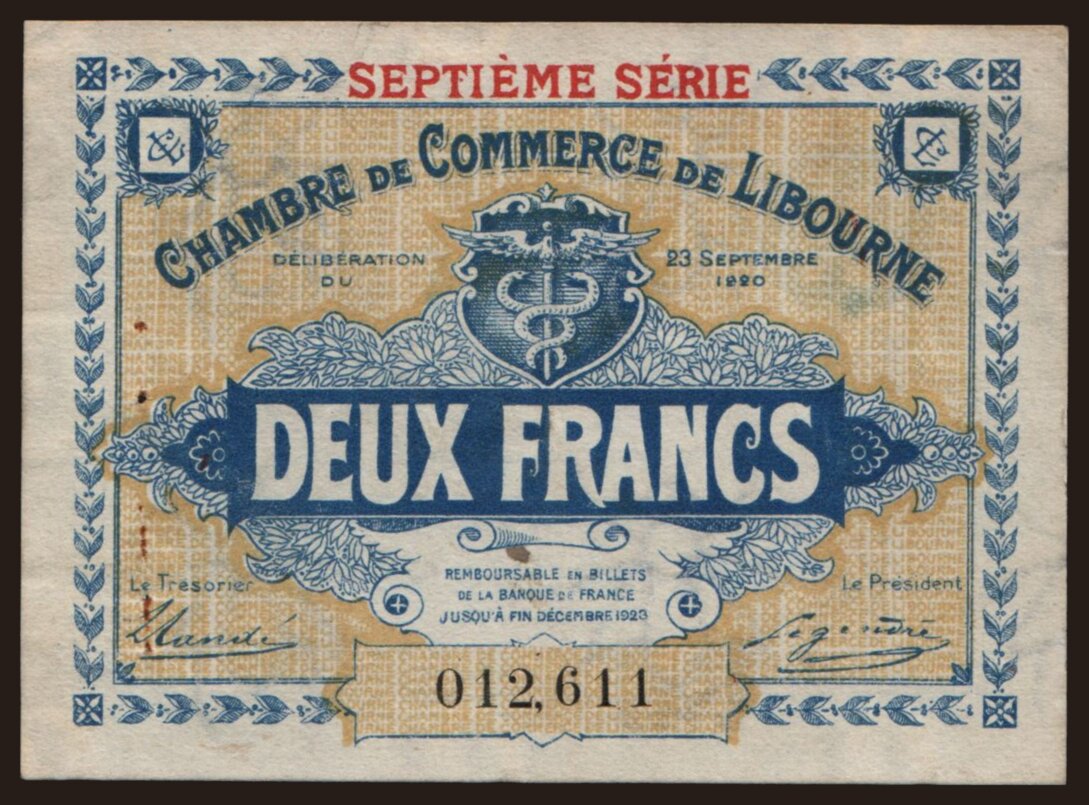 SEPTIÈME SÉRIE
CHAMBRE DE COMMERCE DE LIBOURNE
DÉLIBÉRATION
DU
23 SEPTEMBRE
1920
DEUX FRANCS
REMBOURSABLE EN BILLETS
DE LA BANQUE DE FRANCE
JUSQU'À FIN DÉCEMBRE 1923
Le Trésorier
Le Président
Legendre
012,611